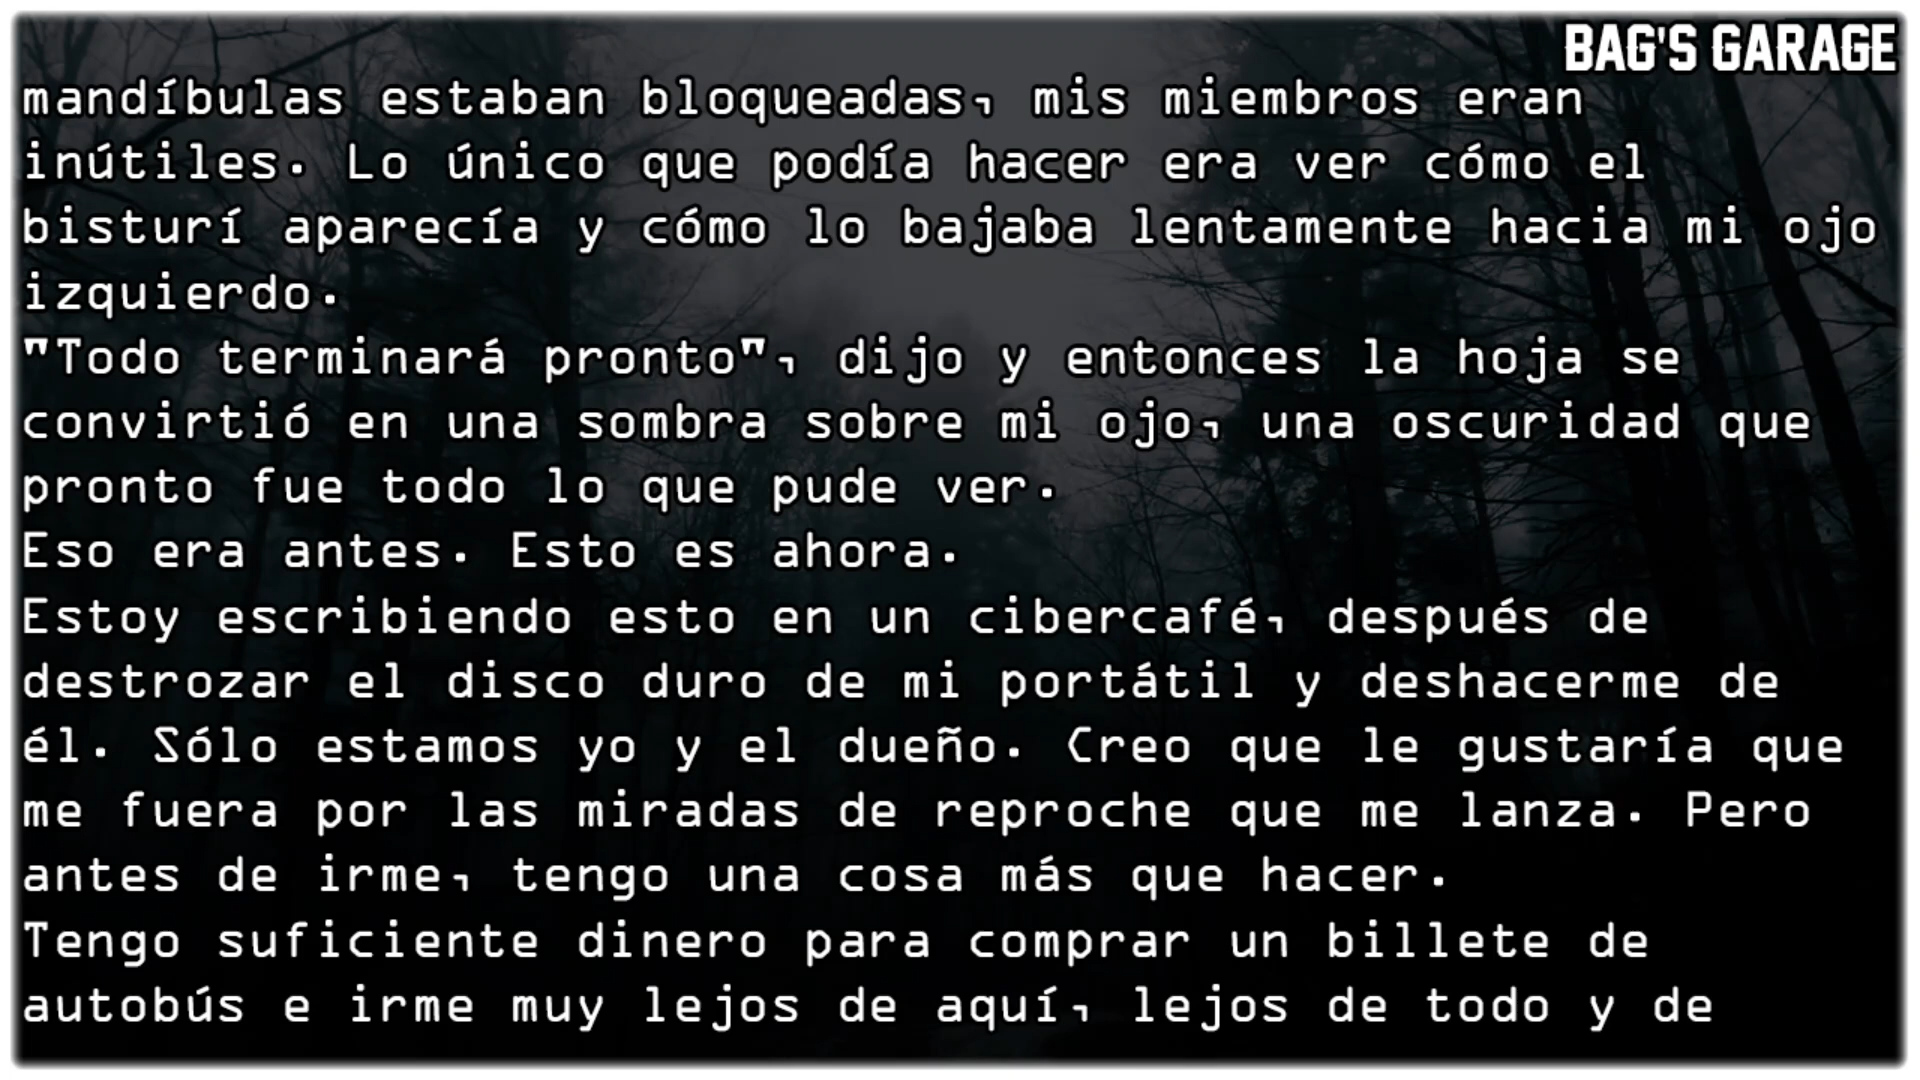 BAG'S GARAGE
mandíbulas estaban bloqueadas, mis miembros eran
inútiles. Lo único que podía hacer era ver cómo el
bisturí aparecía y cómo lo bajaba lentamente hacia mi ojo
izquierdo.
"Todo terminará pronto", dijo y entonces la hoja se
convirtió en una sombra sobre mi ojo, una oscuridad que
pronto fue todo lo que pude ver.
Eso era antes. Esto es ahora.
Estoy escribiendo esto en un cibercafé, después de
destrozar el disco duro de mi portátil y deshacerme de
él. Sólo estamos yo y el dueño. Creo que le gustaría que
me fuera por las miradas de reproche que me lanza. Pero
antes de irme, tengo una cosa más que hacer.
Tengo suficiente dinero para comprar un billete de
autobús e irme muy lejos de aquí, lejos de todo y de